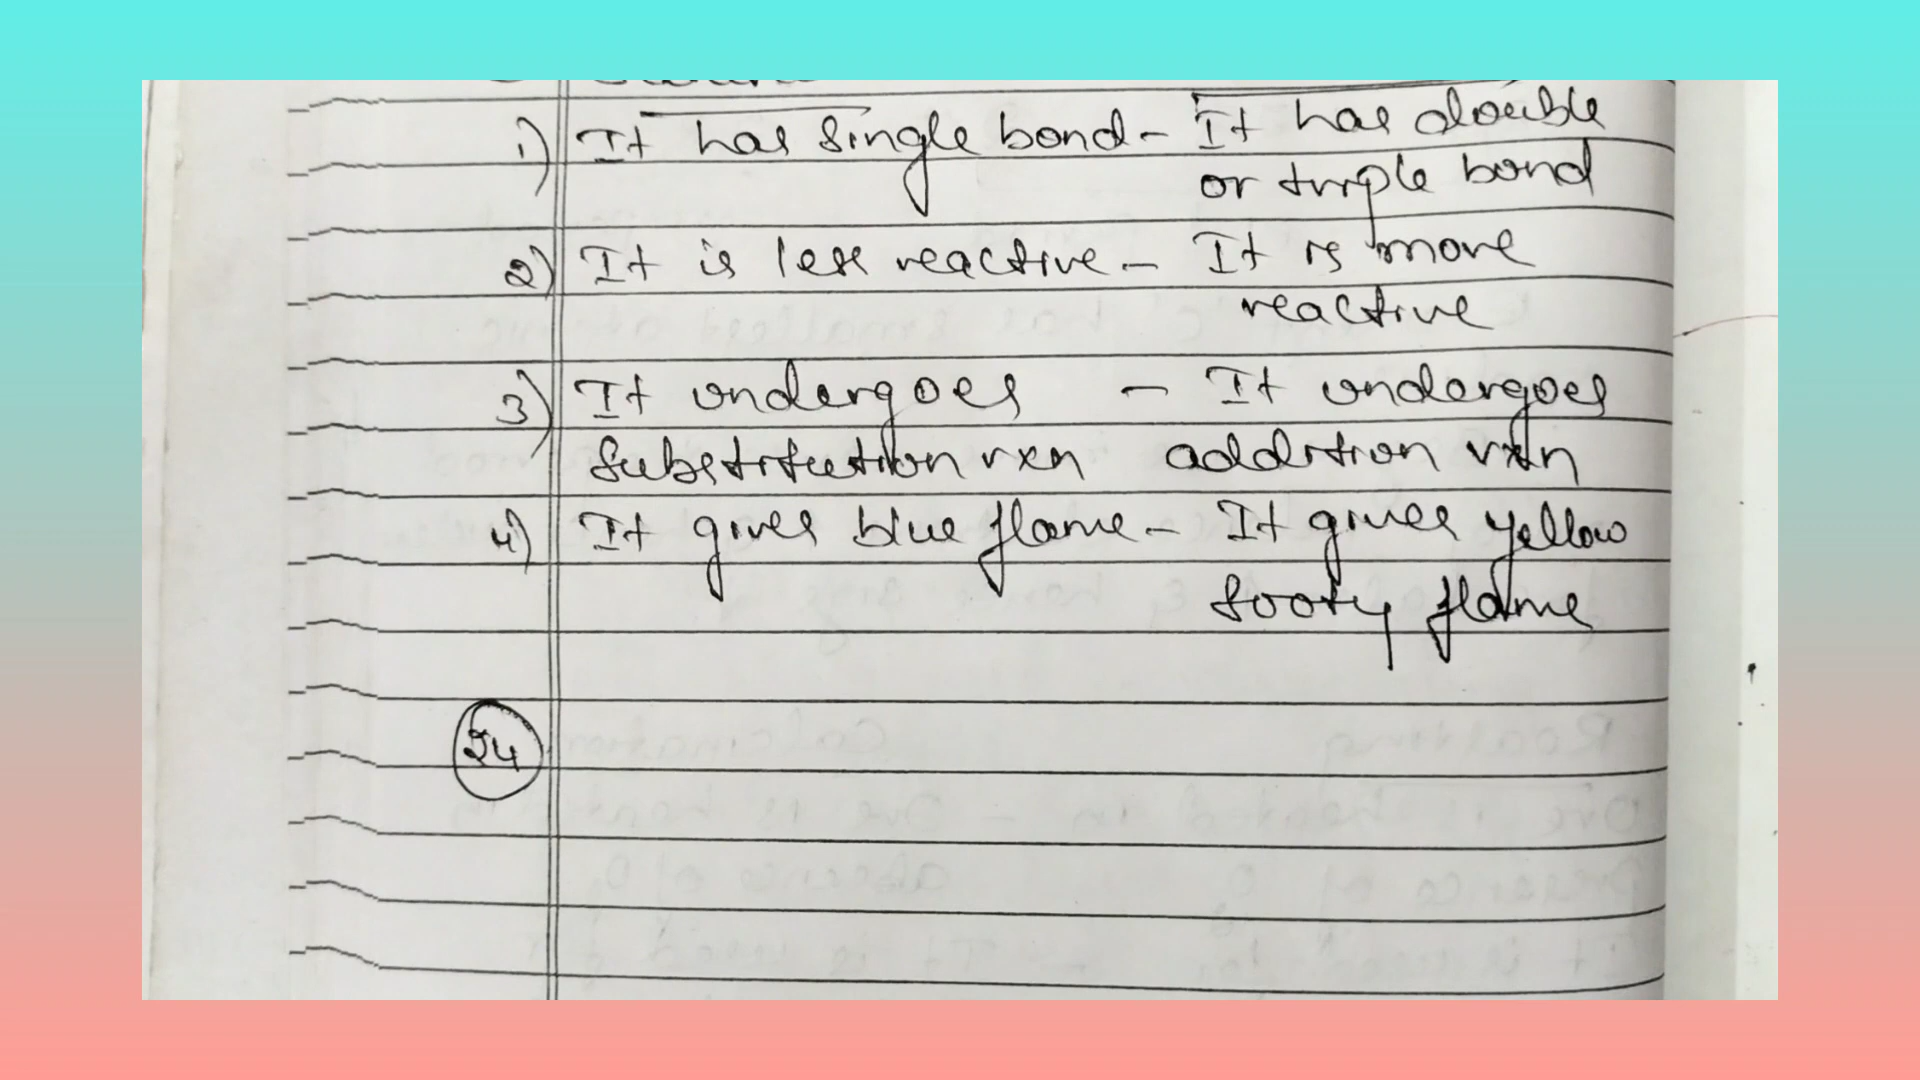 1) It has single bond - It has double
or triple bond
2) It is less reactive - It is more
reactive
3) It undergoes - It undergoes
substitution rxn addition rxn
4) It gives blue flame - It gives yellow
sooty flame
24